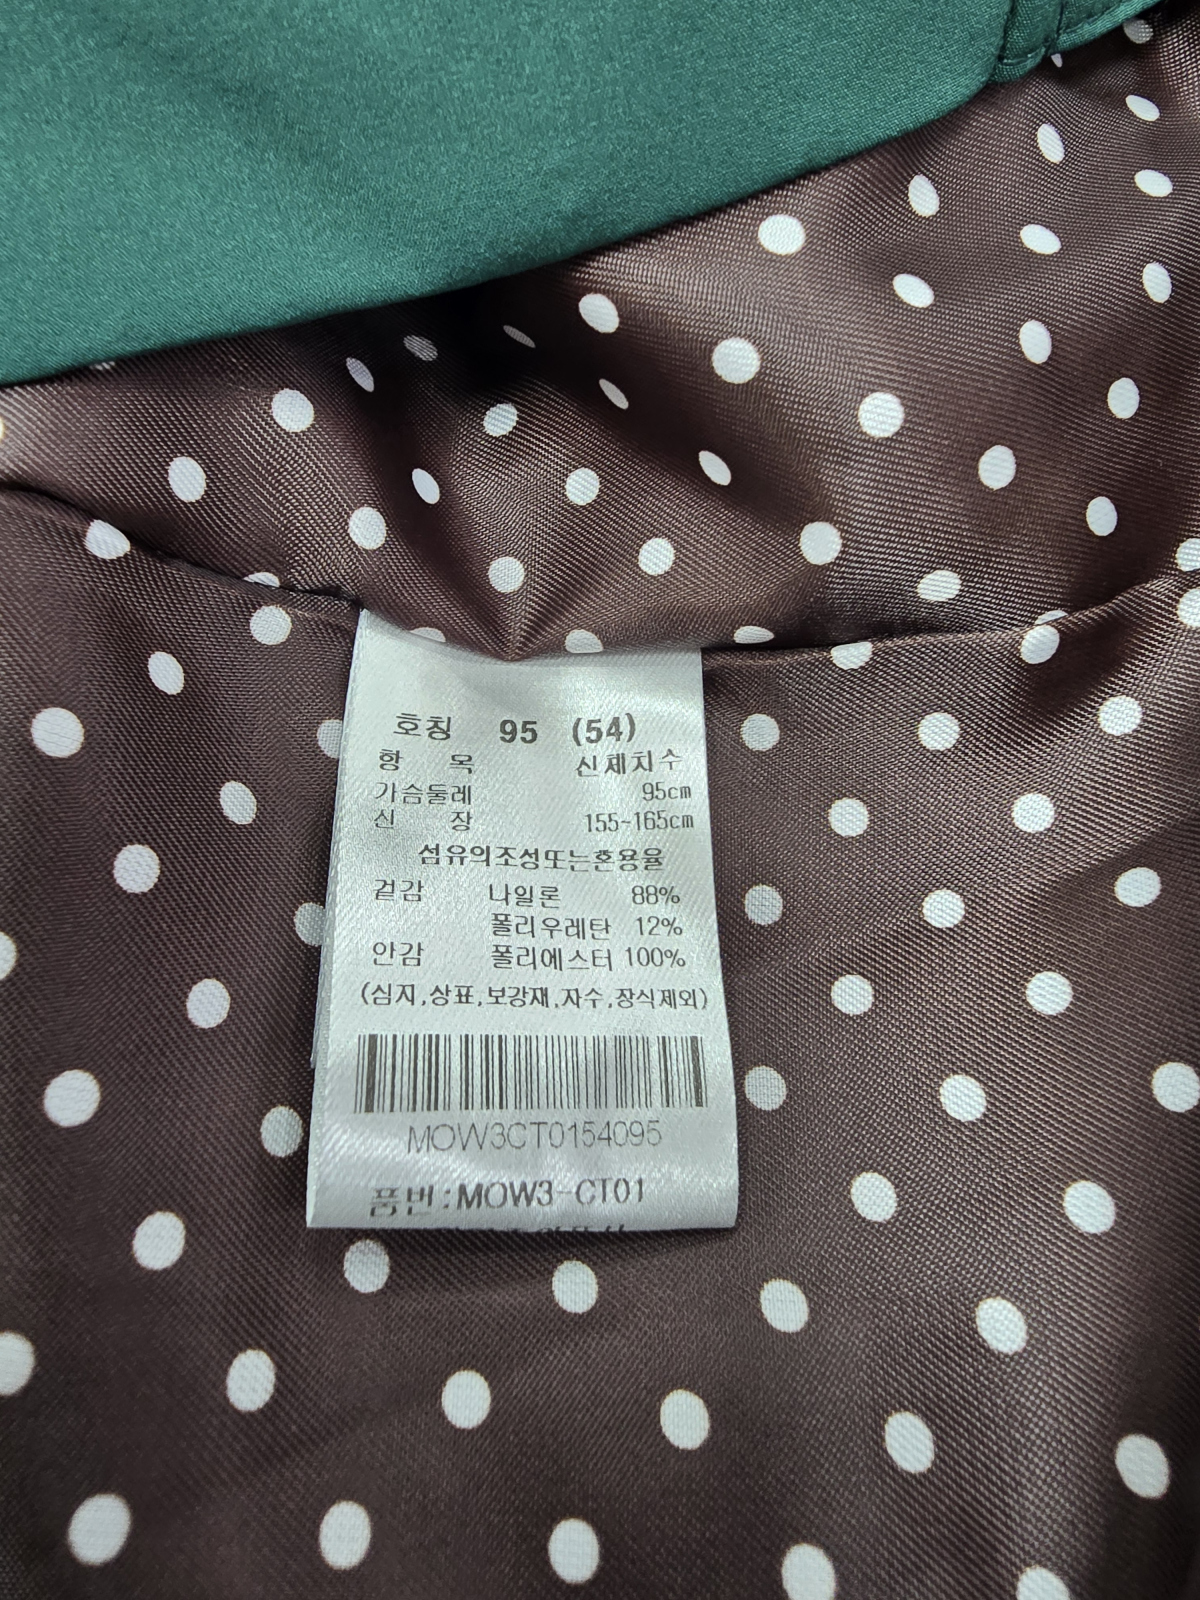 호칭 95 (54)
항 목 신체치수
가슴둘레 95cm
신 장 155-165cm
섬유의조성또는혼용율
겉감 나일론 88%
폴리우레탄 12%
안감 폴리에스터 100%
(심지,상표,보강재,자수,장식제외)
MOW3CT0154095
품번:MOW3-CT01